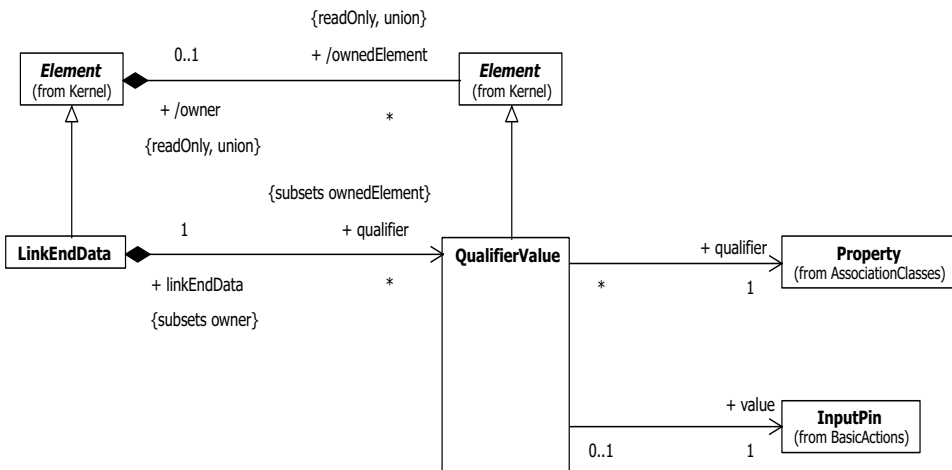 {readOnly, union}
0..1
+ /ownedElement
Element
(from Kernel)
Element
(from Kernel)
+ /owner
*
{readOnly, union}
{subsets ownedElement}
1
+ qualifier
LinkEndData
QualifierValue
+ linkEndData
*
{subsets owner}
+ qualifier
Property
(from AssociationClasses)
*
1
+ value
InputPin
(from BasicActions)
0..1
1